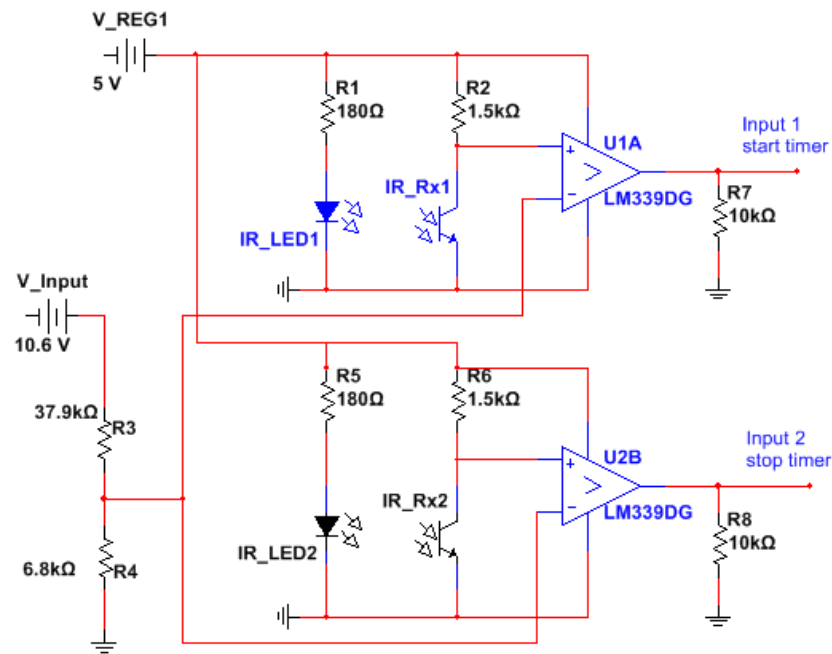 V_REG1
5 V
R1
180Ω
R2
1.5kΩ
IR_LED1
IR_Rx1
+
−
U1A
LM339DG
Input 1
start timer
R7
10kΩ
V_Input
10.6 V
37.9kΩ
R3
6.8kΩ
R4
R5
180Ω
R6
1.5kΩ
IR_LED2
IR_Rx2
+
−
U2B
LM339DG
Input 2
stop timer
R8
10kΩ